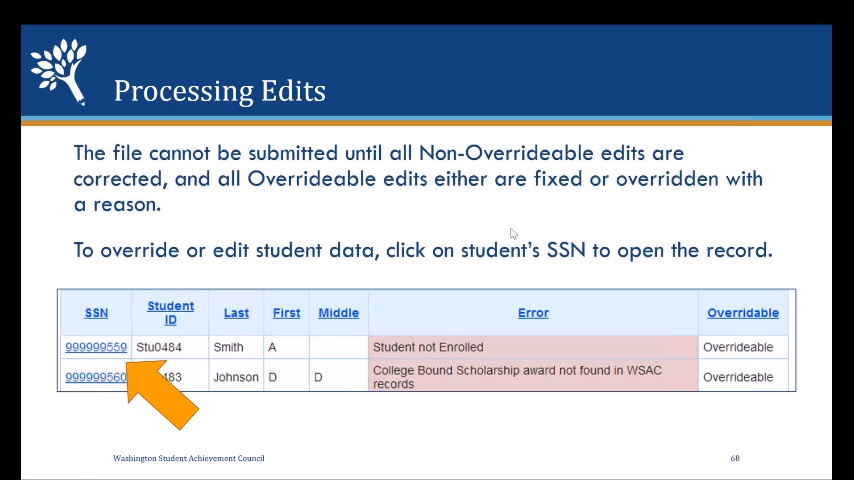 Processing Edits
The file cannot be submitted until all Non-Overrideable edits are
corrected, and all Overrideable edits either are fixed or overridden with
a reason.
To override or edit student data, click on student's SSN to open the record.
SSN Student ID Last First Middle Error Overridable
999999559 Stu0484 Smith A Student not Enrolled Overrideable
999999560 483 Johnson D D College Bound Scholarship award not found in WSAC
records Overrideable
Washington Student Achievement Council 68